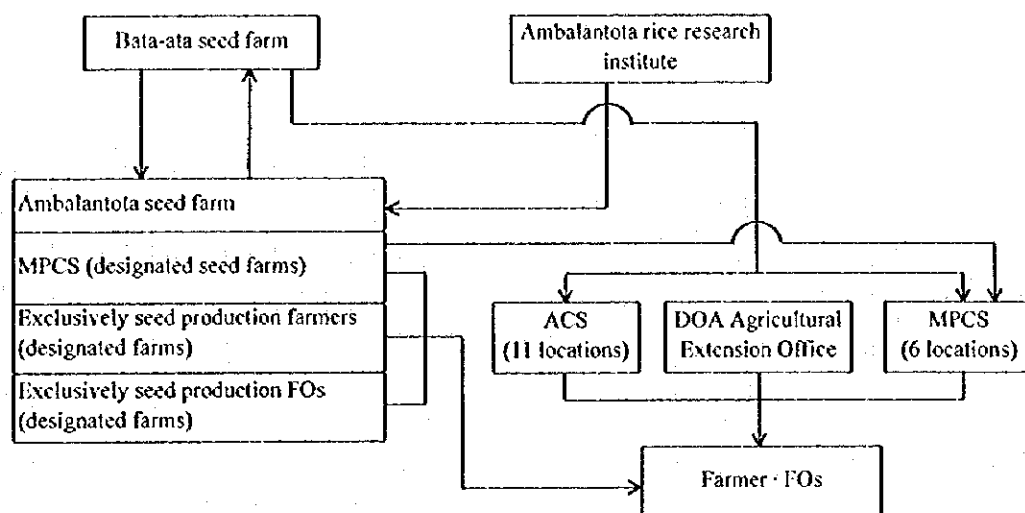 Bata-ata seed farm
Ambalantota rice research
institute
Ambalantota seed farm
MPCS (designated seed farms)
Exclusively seed production farmers
(designated farms)
Exclusively seed production FOs
(designated farms)
ACS
(11 locations)
DOA Agricultural
Extension Office
MPCS
(6 locations)
Farmer · FOs